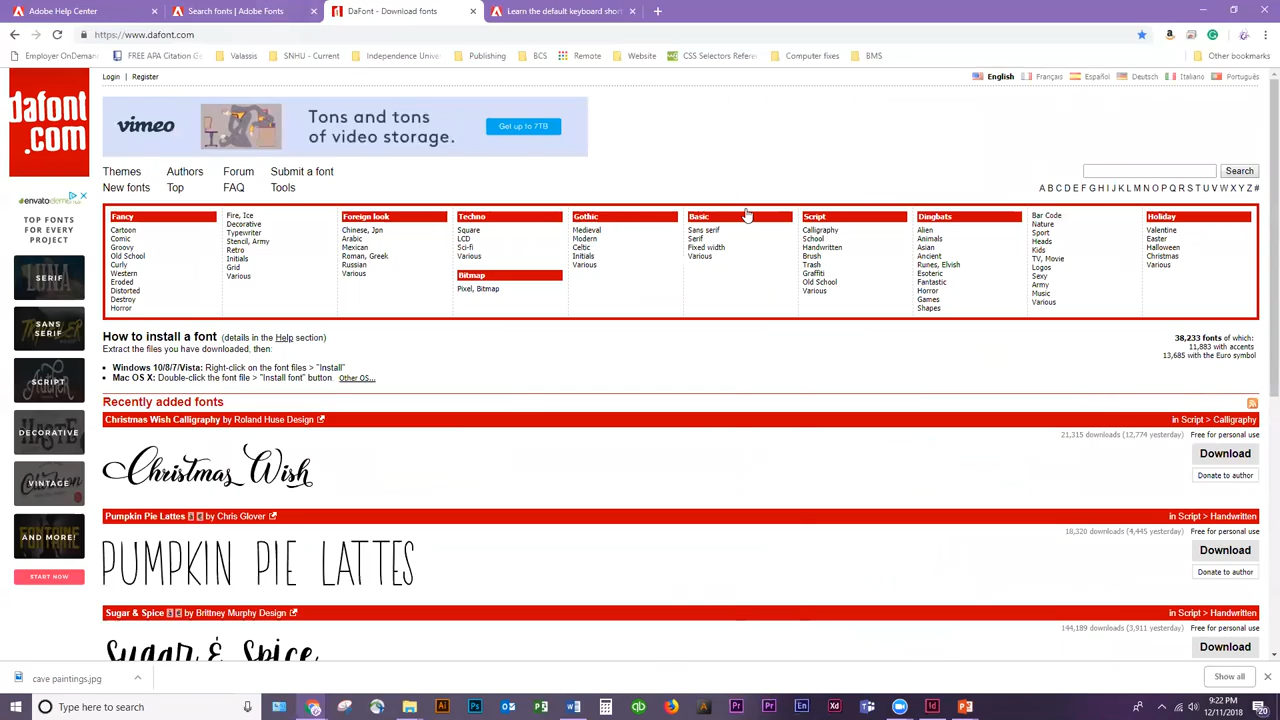 Adobe Help Center
Search fonts | Adobe Fonts
DaFont - Download fonts
Learn the default keyboard short
https://www.dafont.com
Employer OnDeman
FREE APA Citation Ge
Valassis
SNHU - Current
Independence Univer
Publishing
BCS
Remote
Website
CSS Selectors Refere
Computer fixes
BMS
Other bookmarks
dafont
.com
Login | Register
English Français Español Deutsch Italiano Português
vimeo
Tons and tons
of video storage.
Get up to 7TB
Themes Authors Forum Submit a font
New fonts Top FAQ Tools
Search
A B C D E F G H I J K L M N O P Q R S T U V W X Y Z #
envato
TOP FONTS
FOR EVERY
PROJECT
SERIF
SANS
SERIF
SCRIPT
DECORATIVE
VINTAGE
AND MORE!
START NOW
Fancy
Cartoon
Comic
Groovy
Old School
Curly
Western
Eroded
Distorted
Destroy
Horror
Fire, Ice
Decorative
Typewriter
Stencil, Army
Retro
Initials
Grid
Various
Foreign look
Chinese, Jpn
Arabic
Mexican
Roman, Greek
Russian
Various
Techno
Square
LCD
Sci-fi
Various
Bitmap
Pixel, Bitmap
Gothic
Medieval
Modern
Celtic
Initials
Various
Basic
Sans serif
Serif
Fixed width
Various
Script
Calligraphy
School
Handwritten
Brush
Trash
Graffiti
Old School
Various
Dingbats
Alien
Animals
Asian
Ancient
Runes, Elvish
Esoteric
Fantastic
Horror
Games
Shapes
Bar Code
Nature
Sport
Heads
Kids
TV, Movie
Logos
Sexy
Army
Music
Various
Holiday
Valentine
Easter
Halloween
Christmas
Various
How to install a font (details in the Help section)
Extract the files you have downloaded, then:
Windows 10/8/7/Vista: Right-click on the font files > "Install"
Mac OS X: Double-click the font file > "Install font" button. Other OS...
38,233 fonts of which:
11,883 with accents
13,685 with the Euro symbol
Recently added fonts
Christmas Wish Calligraphy by Roland Huse Design in Script > Calligraphy
21,315 downloads (12,774 yesterday) Free for personal use
Download
Donate to author
Christmas Wish
Pumpkin Pie Lattes à € by Chris Glover in Script > Handwritten
18,320 downloads (4,445 yesterday) Free for personal use
Download
Donate to author
PUMPKIN PIE LATTES
Sugar & Spice à € by Brittney Murphy Design in Script > Handwritten
144,189 downloads (3,911 yesterday) Free for personal use
Download
Sugar & Spice
cave paintings.jpg
Show all
Type here to search
9:22 PM
12/11/2018